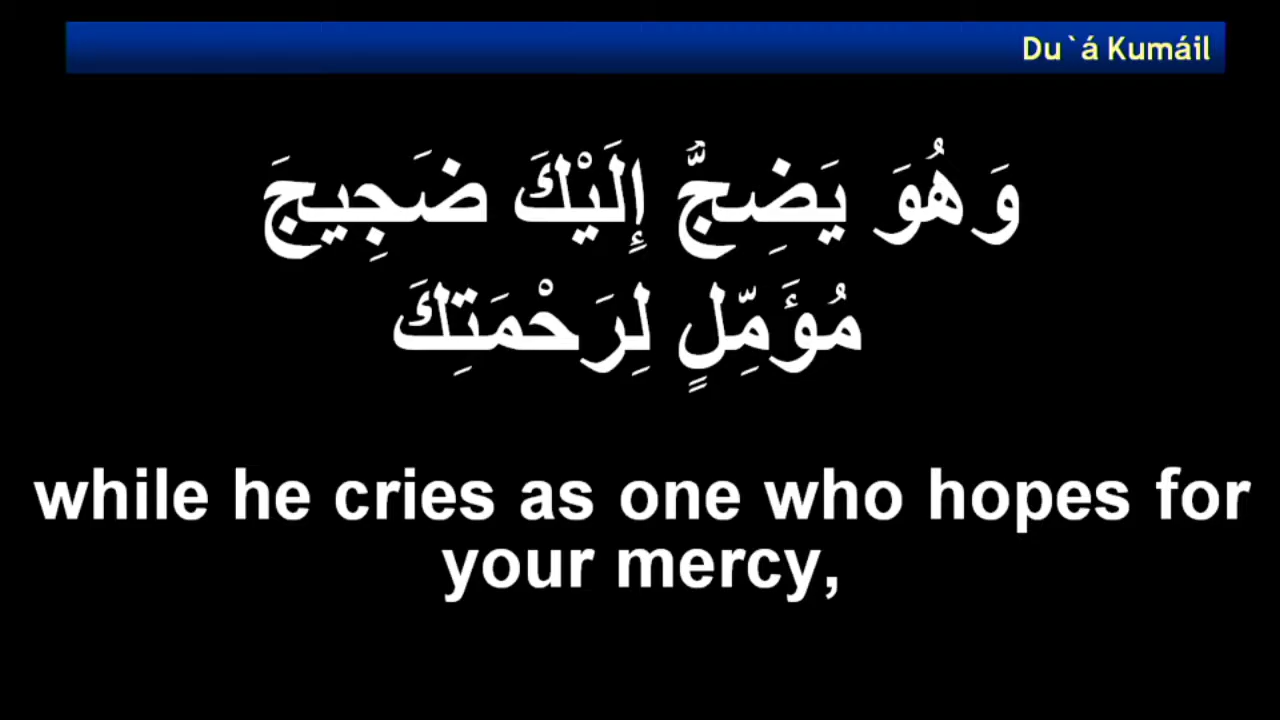 Du`á Kumáil
وَهُوَ يَضِجُّ إِلَيْكَ ضَجِيجَ
مُؤَمِّلٍ لِرَحْمَتِكَ
while he cries as one who hopes for
your mercy,